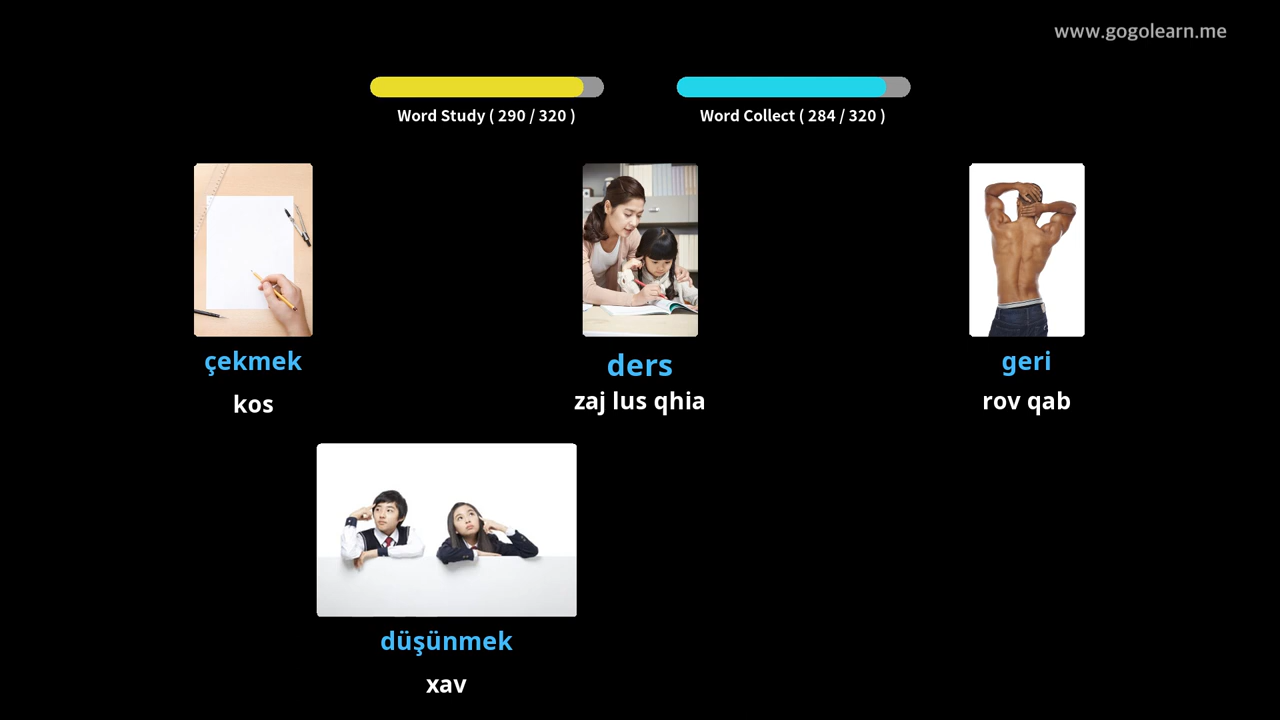 www.gogolearn.me
Word Study ( 290 / 320 )
Word Collect ( 284 / 320 )
çekmek
kos
ders
zaj lus qhia
geri
rov qab
düşünmek
xav